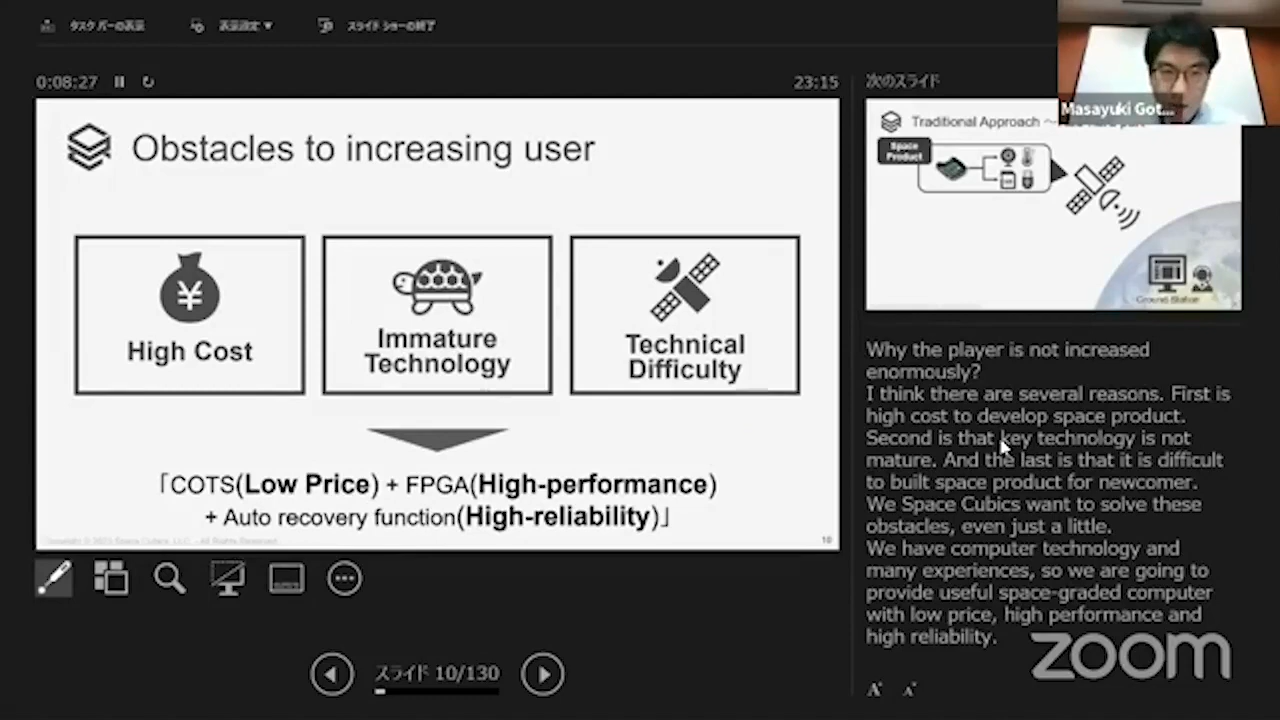 タスク バーの表示
表示設定 ▼
スライド ショーの終了
0:08:27
23:15
次のスライド
Masayuki Got...
Obstacles to increasing user
Traditional Approach
Space
Product
Ground Station
¥
High Cost
Immature
Technology
Technical
Difficulty
「COTS(Low Price) + FPGA(High-performance)
+ Auto recovery function(High-reliability)」
10
Why the player is not increased
enormously?
I think there are several reasons. First is
high cost to develop space product.
Second is that key technology is not
mature. And the last is that it is difficult
to built space product for newcomer.
We Space Cubics want to solve these
obstacles, even just a little.
We have computer technology and
many experiences, so we are going to
provide useful space-graded computer
with low price, high performance and
high reliability.
zoom
スライド 10/130
A A